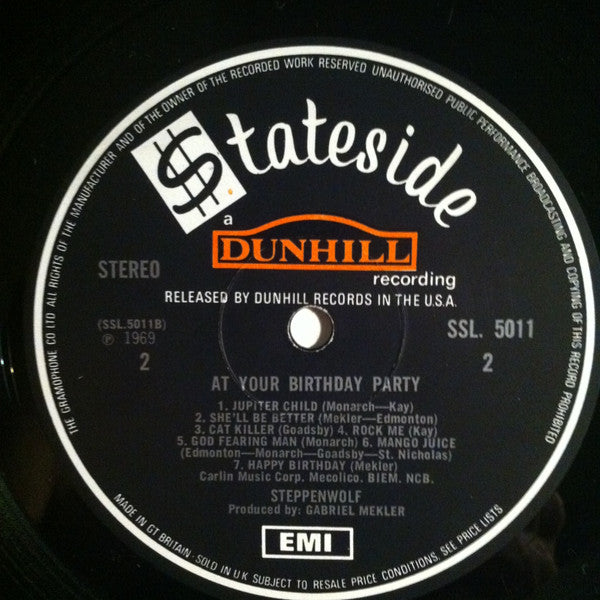 THE GRAMOPHONE CO LTD ALL RIGHTS OF THE MANUFACTURER AND OF THE OWNER OF THE RECORDED WORK RESERVED UNAUTHORISED PUBLIC PERFORMANCE BROADCASTING AND COPYING OF THIS RECORD PROHIBITED
$tateside
a
DUNHILL
recording
RELEASED BY DUNHILL RECORDS IN THE U.S.A.
STEREO
(SSL.5011B)
℗ 1969
2
SSL. 5011
2
AT YOUR BIRTHDAY PARTY
1. JUPITER CHILD (Monarch—Kay)
2. SHE'LL BE BETTER (Mekler—Edmonton)
3. CAT KILLER (Goadsby) 4. ROCK ME (Kay)
5. GOD FEARING MAN (Monarch) 6. MANGO JUICE
(Edmonton—Monarch—Goadsby—St. Nicholas)
7. HAPPY BIRTHDAY (Mekler)
Carlin Music Corp. Mecolico. BIEM. NCB.
STEPPENWOLF
Produced by: GABRIEL MEKLER
EMI
MADE IN GT BRITAIN · SOLD IN U K SUBJECT TO RESALE PRICE CONDITIONS, SEE PRICE LISTS